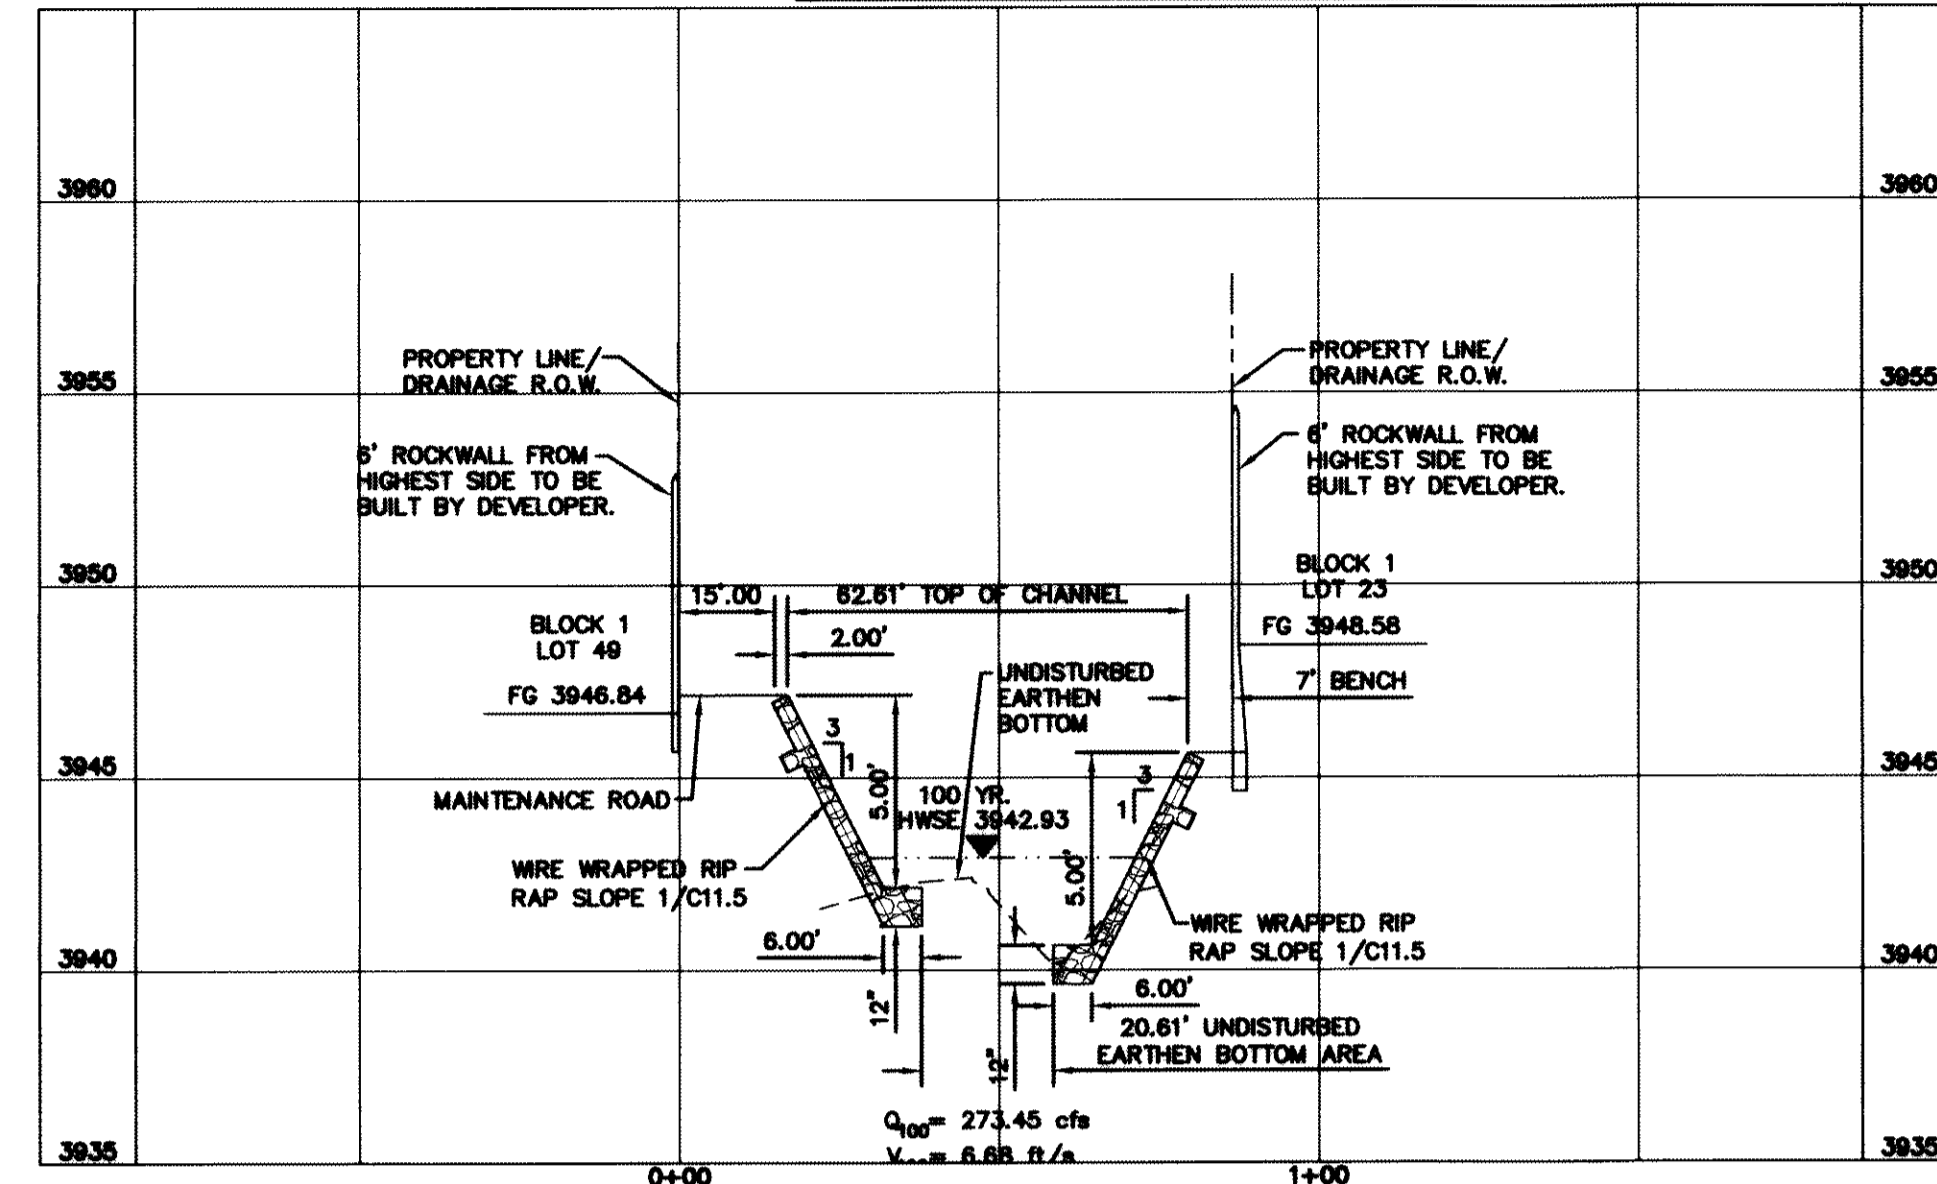 3960
3960
PROPERTY LINE/
DRAINAGE R.O.W.
PROPERTY LINE/
DRAINAGE R.O.W.
3955
3955
6' ROCKWALL FROM
HIGHEST SIDE TO BE
BUILT BY DEVELOPER.
6' ROCKWALL FROM
HIGHEST SIDE TO BE
BUILT BY DEVELOPER.
3950
3950
BLOCK 1
LOT 23
15'.00
62.61' TOP OF CHANNEL
BLOCK 1
LOT 49
2.00'
FG 3948.58
UNDISTURBED
EARTHEN
BOTTOM
FG 3946.84
7' BENCH
3
1
3
1
3945
3945
MAINTENANCE ROAD
5.00'
100 YR.
HWSE 3942.93
5.00'
WIRE WRAPPED RIP
RAP SLOPE 1/C11.5
WIRE WRAPPED RIP
RAP SLOPE 1/C11.5
6.00'
3940
3940
12"
6.00'
20.61' UNDISTURBED
EARTHEN BOTTOM AREA
12"
Q100= 273.45 cfs
V100= 6.68 ft/s
3935
3935
0+00
1+00